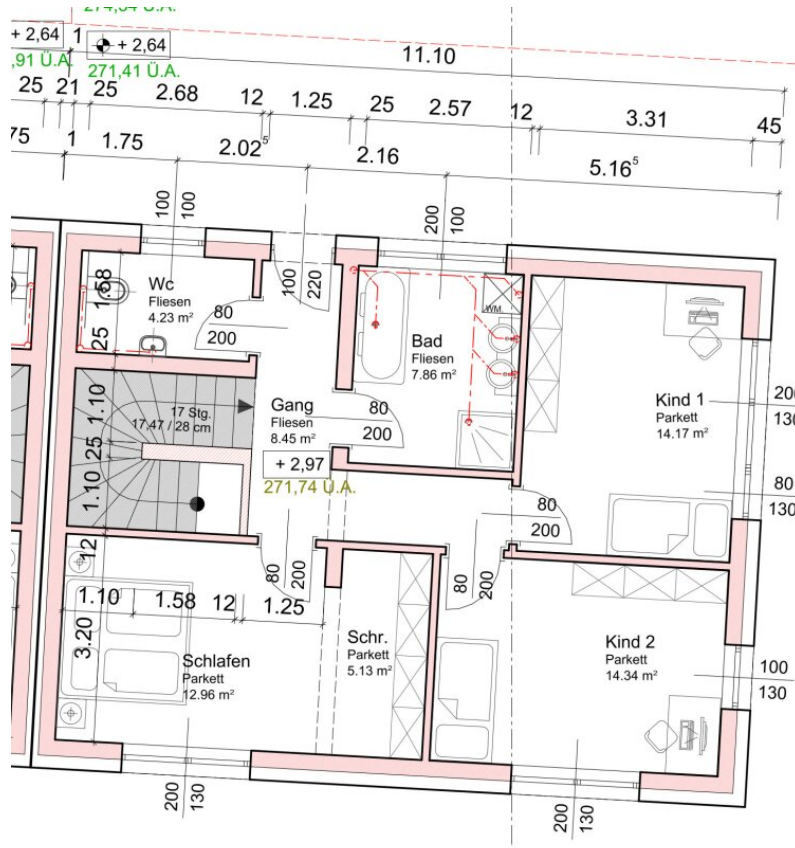 + 2,64
1
+ 2,64
,91 Ü.A.
271,41 Ü.A.
11.10
25
21
25
2.68
12
1.25
25
2.57
12
3.31
45
75
1
1.75
2.02⁵
2.16
5.16⁵
100
100
200
100
1.58
Wc
Fliesen
4.23 m²
100
220
80
200
25
WM
Bad
Fliesen
7.86 m²
Kind 1
Parkett
14.17 m²
200
130
1.10
17 Stg.
17,47 / 28 cm
Gang
Fliesen
8.45 m²
80
200
25
+ 2,97
271,74 Ü.A.
1.10
80
130
80
200
12
80
200
80
200
1.10
1.58
12
1.25
3.20
Schlafen
Parkett
12.96 m²
Schr.
Parkett
5.13 m²
Kind 2
Parkett
14.34 m²
100
130
200
130
200
130